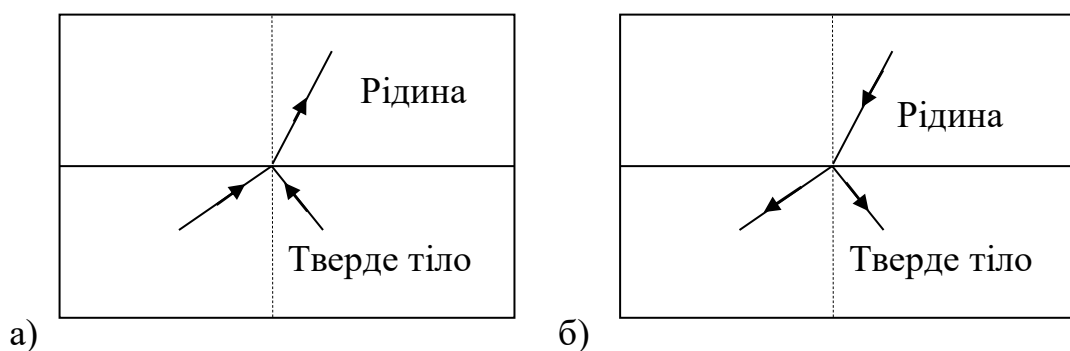 Рідина
Тверде тіло
а)
Рідина
Тверде тіло
б)